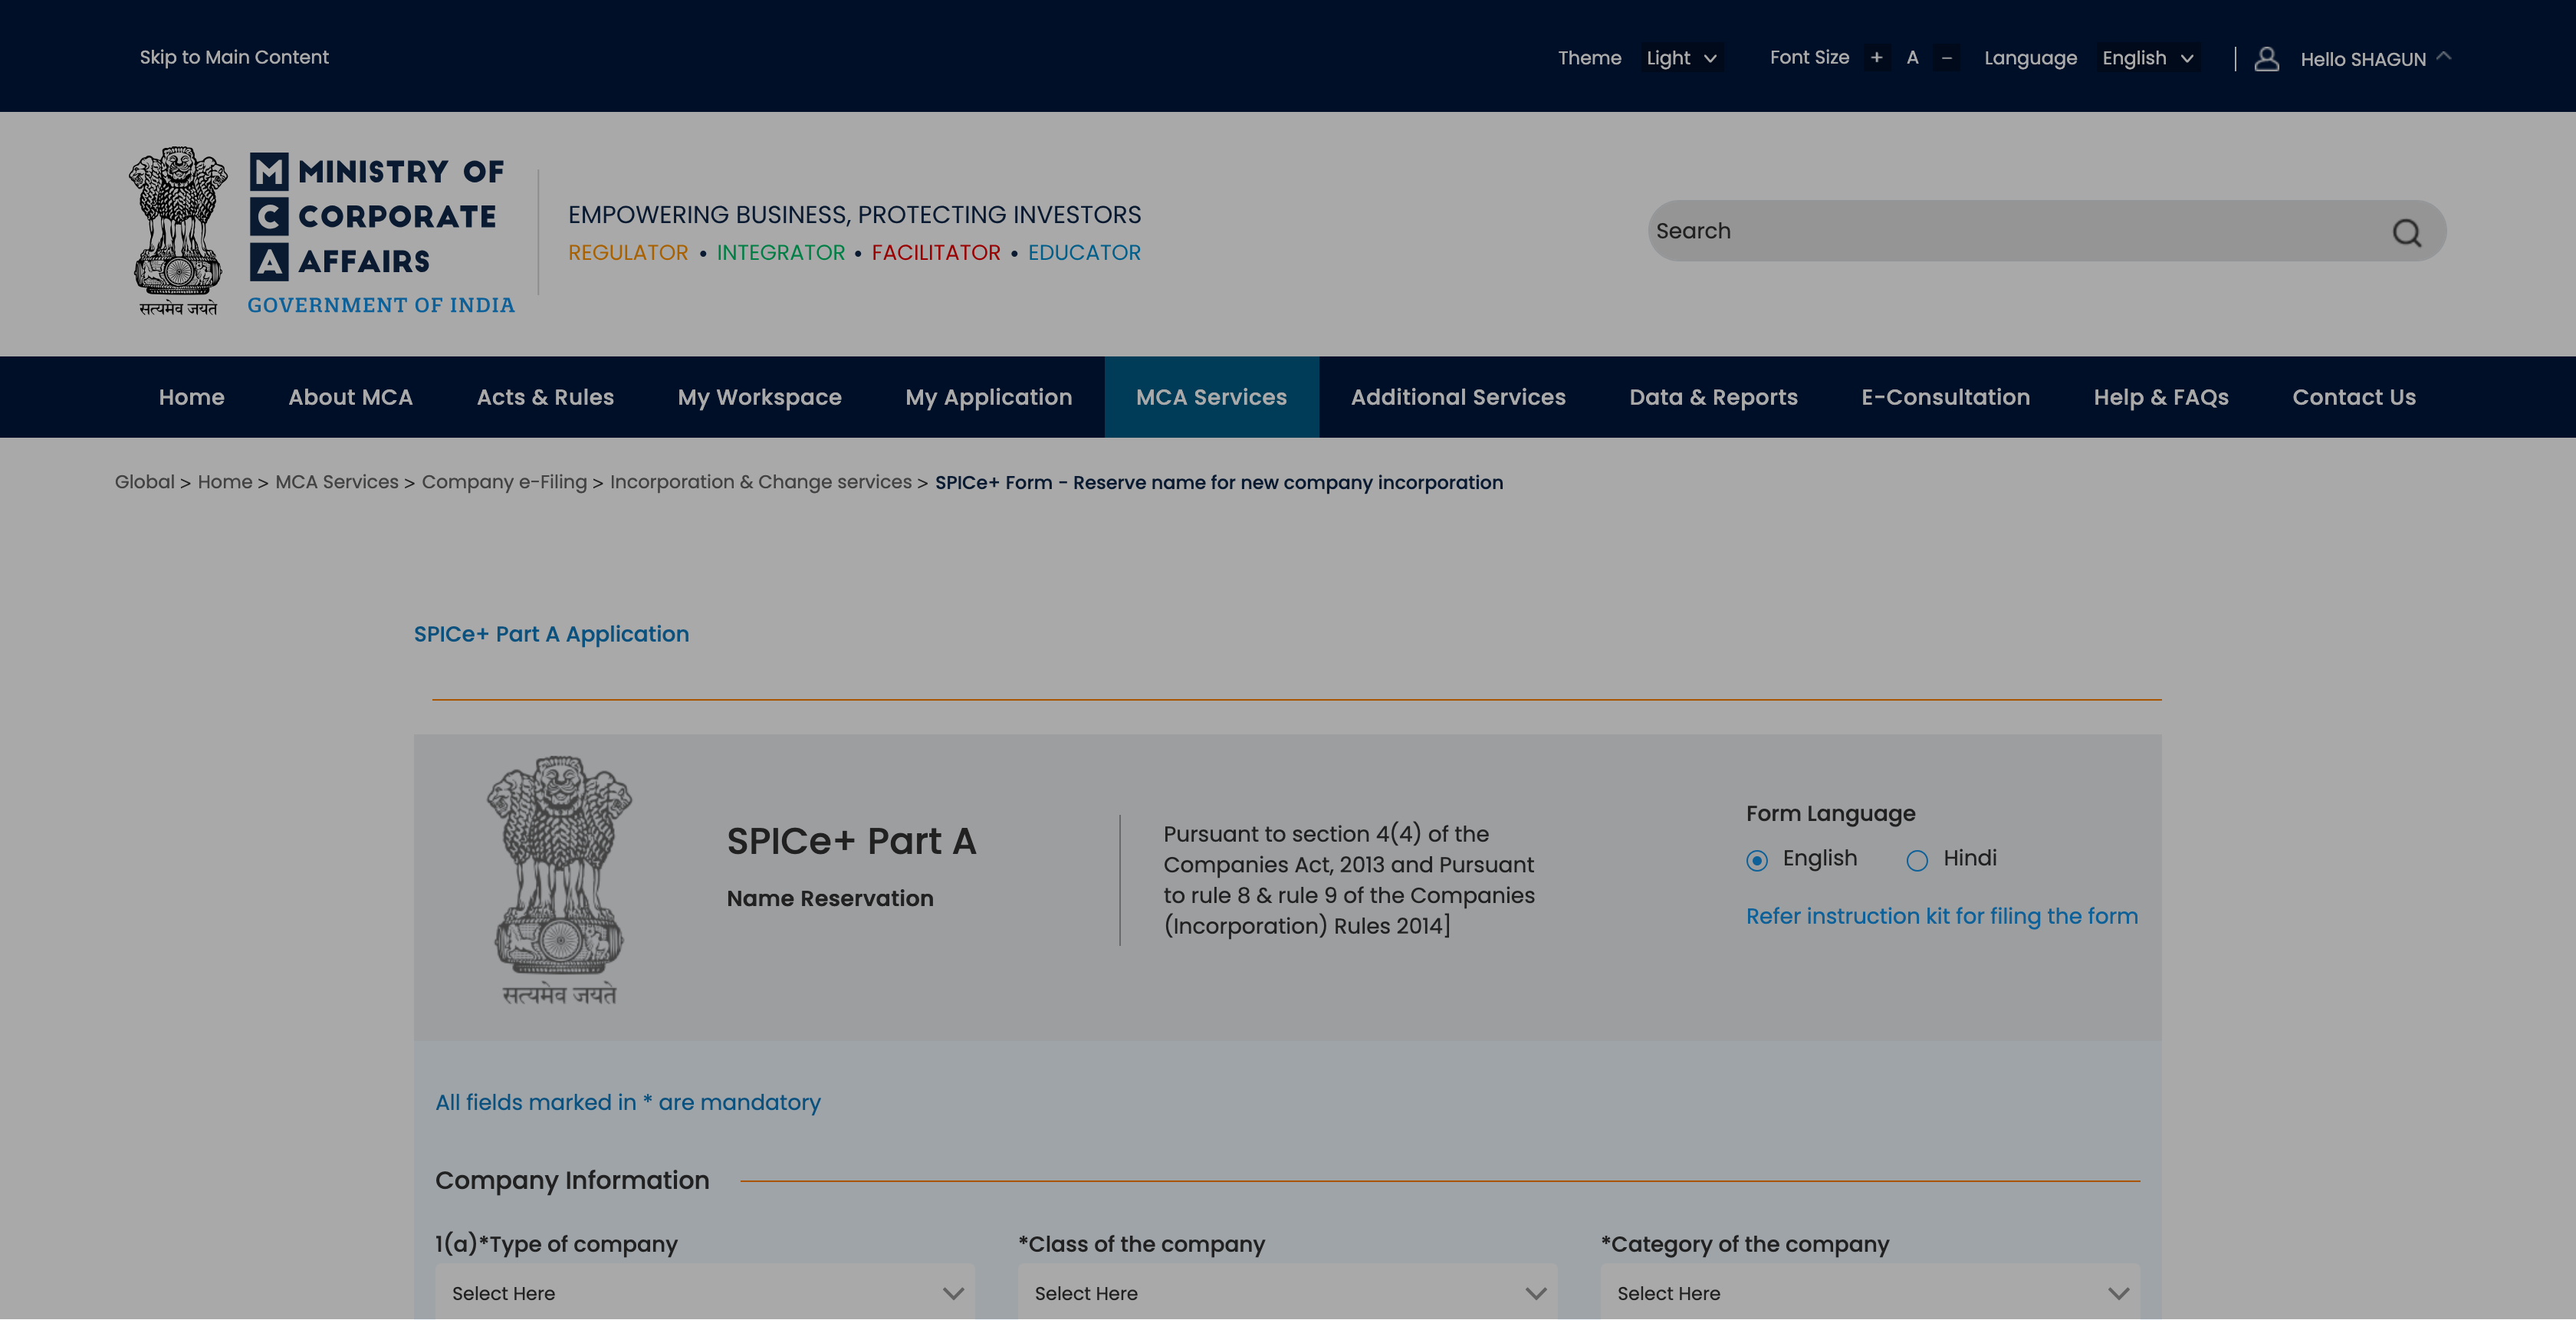 Skip to Main Content
Theme Light Font Size + A - Language English Hello SHAGUN
M MINISTRY OF
C CORPORATE
A AFFAIRS
GOVERNMENT OF INDIA
सत्यमेव जयते
EMPOWERING BUSINESS, PROTECTING INVESTORS
REGULATOR • INTEGRATOR • FACILITATOR • EDUCATOR
Search
Home About MCA Acts & Rules My Workspace My Application MCA Services Additional Services Data & Reports E-Consultation Help & FAQs Contact Us
Global > Home > MCA Services > Company e-Filing > Incorporation & Change services > SPICe+ Form - Reserve name for new company incorporation
SPICe+ Part A Application
सत्यमेव जयते
SPICe+ Part A
Name Reservation
Pursuant to section 4(4) of the
Companies Act, 2013 and Pursuant
to rule 8 & rule 9 of the Companies
(Incorporation) Rules 2014]
Form Language
English Hindi
Refer instruction kit for filing the form
All fields marked in * are mandatory
Company Information
1(a)*Type of company *Class of the company *Category of the company
Select Here Select Here Select Here